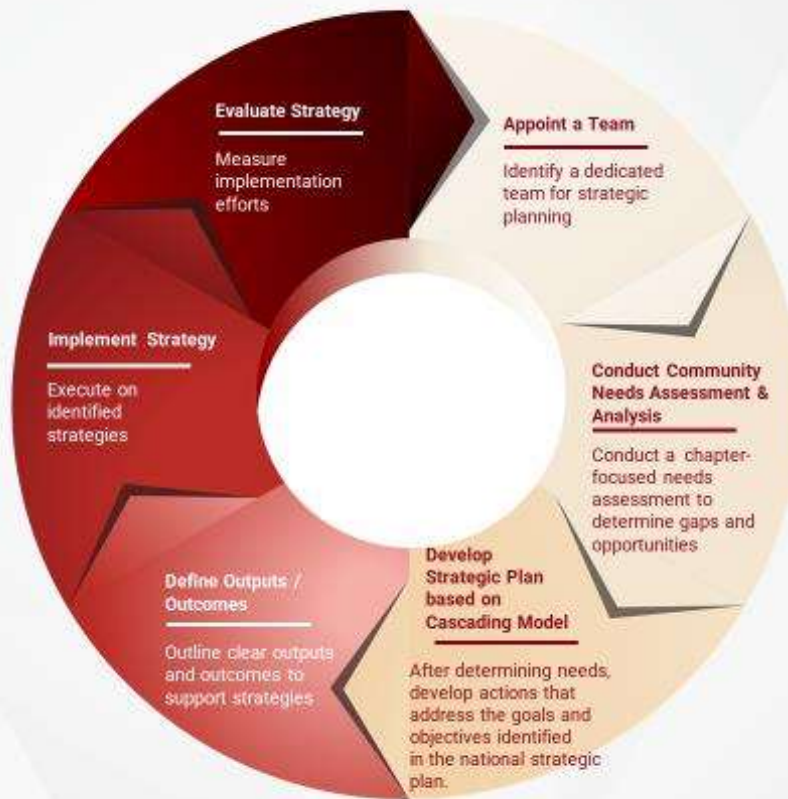 Evaluate Strategy
Measure
implementation
efforts
Appoint a Team
Identify a dedicated
team for strategic
planning
Conduct Community
Needs Assessment &
Analysis
Conduct a chapter-
focused needs
assessment to
determine gaps and
opportunities
Develop
Strategic Plan
based on
Cascading Model
After determining needs,
develop actions that
address the goals and
objectives identified
in the national strategic
plan.
Define Outputs /
Outcomes
Outline clear outputs
and outcomes to
support strategies
Implement Strategy
Execute on
identified
strategies